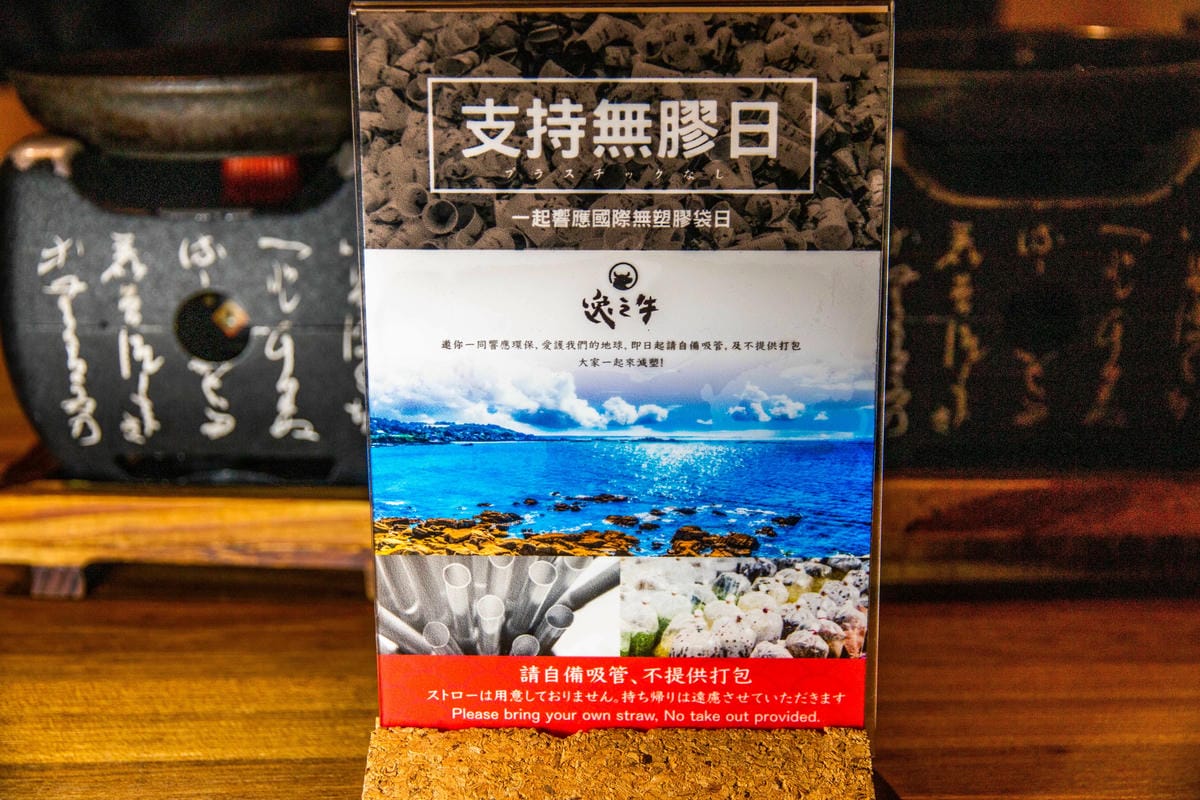 支持無膠日
プラスチックなし
一起響應國際無塑膠袋日
逸之牛
邀你一同響應環保, 愛護我們的地球, 即日起請自備吸管, 及不提供打包
大家一起來減塑!
請自備吸管、不提供打包
ストローは用意しておりません。持ち帰りは遠慮させていただきます
Please bring your own straw, No take out provided.